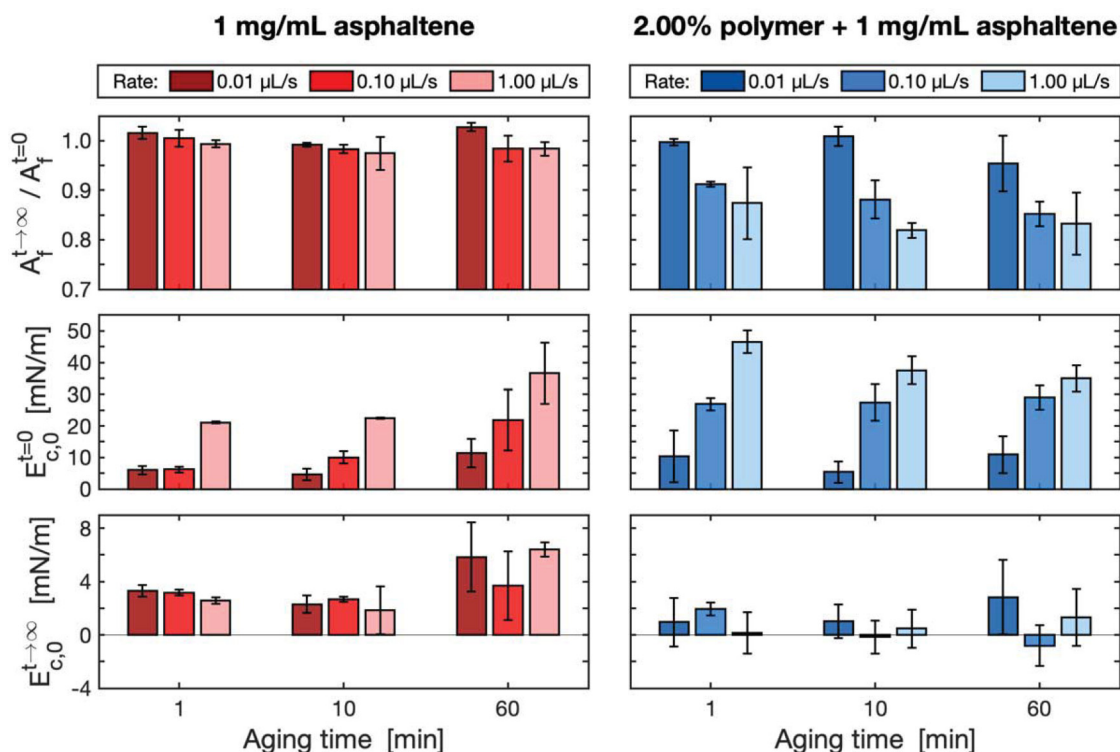 1 mg/mL asphaltene
2.00% polymer + 1 mg/mL asphaltene
Rate: 0.01 µL/s 0.10 µL/s 1.00 µL/s
Rate: 0.01 µL/s 0.10 µL/s 1.00 µL/s
A_f^{t→∞} / A_f^{t=0}
1.0
0.9
0.8
0.7
E_{c,0}^{t=0} [mN/m]
50
40
30
20
10
0
E_{c,0}^{t→∞} [mN/m]
8
4
0
-4
1 10 60
1 10 60
Aging time [min]
Aging time [min]